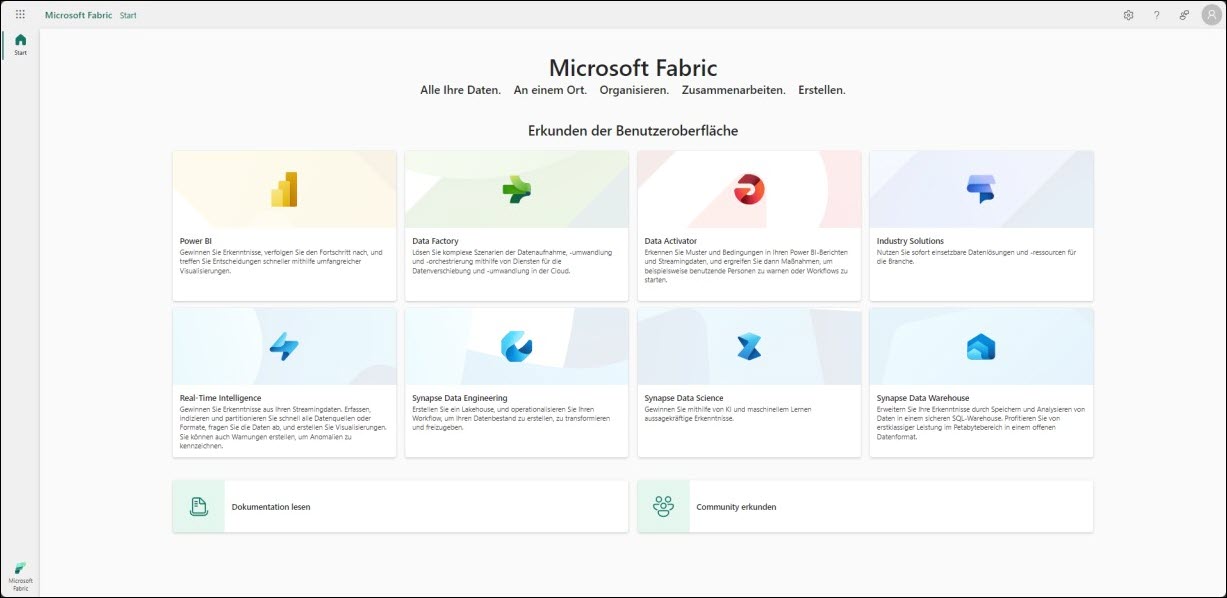 Microsoft Fabric Start
Start
Microsoft Fabric
Alle Ihre Daten. An einem Ort. Organisieren. Zusammenarbeiten. Erstellen.
Erkunden der Benutzeroberfläche
Power BI
Gewinnen Sie Erkenntnisse, verfolgen Sie den Fortschritt nach, und
treffen Sie Entscheidungen schneller mithilfe umfangreicher
Visualisierungen.
Data Factory
Lösen Sie komplexe Szenarien der Datenaufnahme, -umwandlung
und -orchestrierung mithilfe von Diensten für die
Datenverschiebung und -umwandlung in der Cloud.
Data Activator
Erkennen Sie Muster und Bedingungen in Ihren Power BI-Berichten
und Streamingdaten, und ergreifen Sie dann Maßnahmen, um
beispielsweise benutzende Personen zu warnen oder Workflows zu
starten.
Industry Solutions
Nutzen Sie sofort einsetzbare Datenlösungen und -ressourcen für
die Branche.
Real-Time Intelligence
Gewinnen Sie Erkenntnisse aus Ihren Streamingdaten. Erfassen,
indizieren und partitionieren Sie schnell alle Datenquellen oder
Formate, fragen Sie die Daten ab, und erstellen Sie Visualisierungen.
Sie können auch Warnungen erstellen, um Anomalien zu
kennzeichnen.
Synapse Data Engineering
Erstellen Sie ein Lakehouse, und operationalisieren Sie Ihren
Workflow, um Ihren Datenbestand zu erstellen, zu transformieren
und freizugeben.
Synapse Data Science
Gewinnen Sie mithilfe von KI und maschinellem Lernen
aussagekräftige Erkenntnisse.
Synapse Data Warehouse
Erweitern Sie Ihre Erkenntnisse durch Speichern und Analysieren von
Daten in einem sicheren SQL-Warehouse. Profitieren Sie von
erstklassiger Leistung im Petabytebereich in einem offenen
Datenformat.
Dokumentation lesen
Community erkunden
Microsoft
Fabric